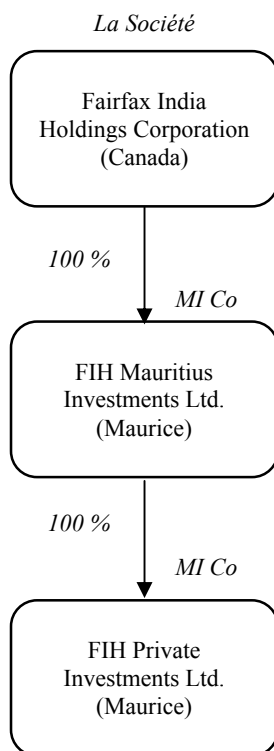 La Société
Fairfax India
Holdings Corporation
(Canada)
100 %
MI Co
FIH Mauritius
Investments Ltd.
(Maurice)
100 %
MI Co
FIH Private
Investments Ltd.
(Maurice)